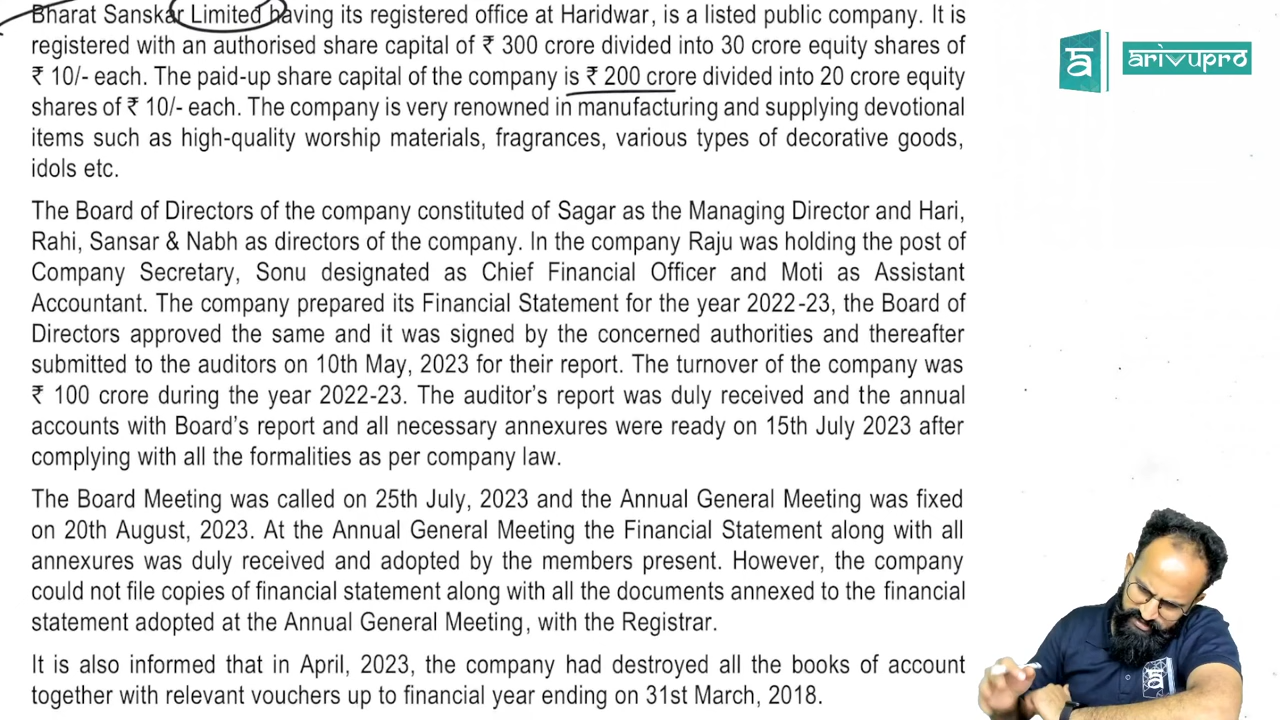 Bharat Sanskar Limited having its registered office at Haridwar, is a listed public company. It is
registered with an authorised share capital of ₹ 300 crore divided into 30 crore equity shares of
₹ 10/- each. The paid-up share capital of the company is ₹ 200 crore divided into 20 crore equity
shares of ₹ 10/- each. The company is very renowned in manufacturing and supplying devotional
items such as high-quality worship materials, fragrances, various types of decorative goods,
idols etc.
The Board of Directors of the company constituted of Sagar as the Managing Director and Hari,
Rahi, Sansar & Nabh as directors of the company. In the company Raju was holding the post of
Company Secretary, Sonu designated as Chief Financial Officer and Moti as Assistant
Accountant. The company prepared its Financial Statement for the year 2022-23, the Board of
Directors approved the same and it was signed by the concerned authorities and thereafter
submitted to the auditors on 10th May, 2023 for their report. The turnover of the company was
₹ 100 crore during the year 2022-23. The auditor's report was duly received and the annual
accounts with Board's report and all necessary annexures were ready on 15th July 2023 after
complying with all the formalities as per company law.
The Board Meeting was called on 25th July, 2023 and the Annual General Meeting was fixed
on 20th August, 2023. At the Annual General Meeting the Financial Statement along with all
annexures was duly received and adopted by the members present. However, the company
could not file copies of financial statement along with all the documents annexed to the financial
statement adopted at the Annual General Meeting, with the Registrar.
It is also informed that in April, 2023, the company had destroyed all the books of account
together with relevant vouchers up to financial year ending on 31st March, 2018.
ā arivupro
ā